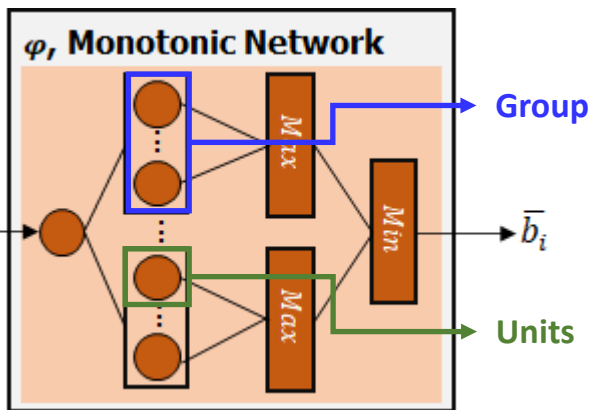 φ, Monotonic Network
Group
Max
Min
b̅ᵢ
Max
Units